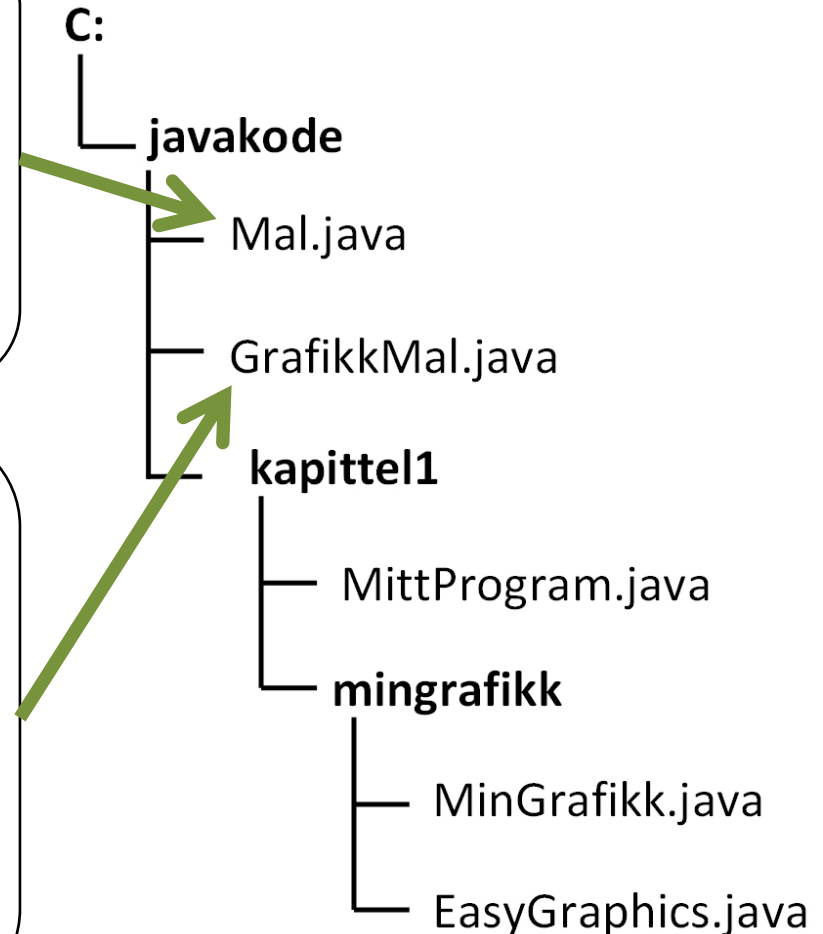 C:
javakode
Mal.java
GrafikkMal.java
kapittel1
MittProgram.java
mingrafikk
MinGrafikk.java
EasyGraphics.java